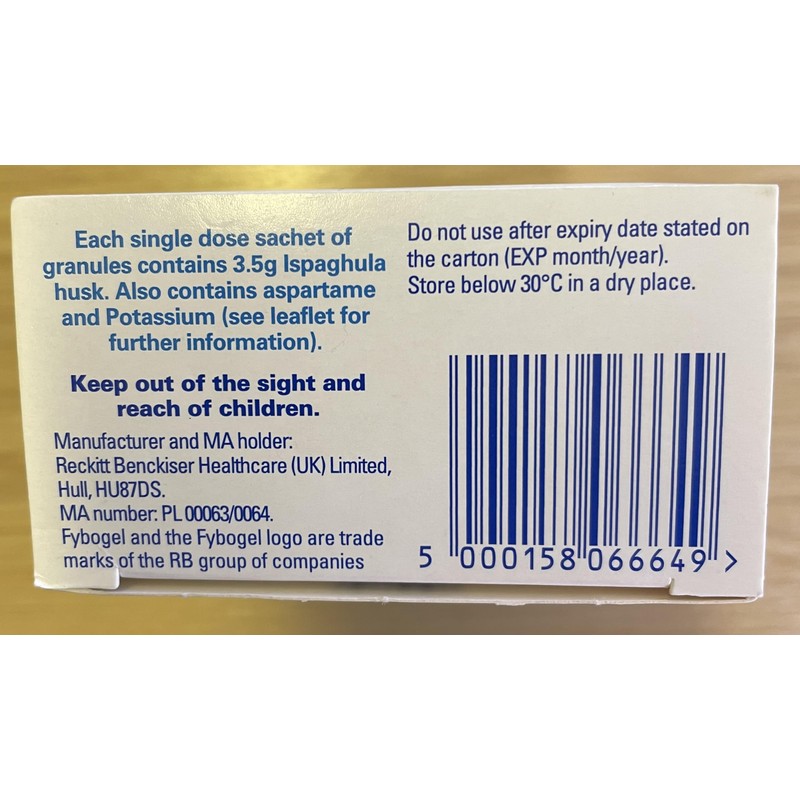 Each single dose sachet of
granules contains 3.5g Ispaghula
husk. Also contains aspartame
and Potassium (see leaflet for
further information).
Keep out of the sight and
reach of children.
Manufacturer and MA holder:
Reckitt Benckiser Healthcare (UK) Limited,
Hull, HU87DS.
MA number: PL 00063/0064.
Fybogel and the Fybogel logo are trade
marks of the RB group of companies
Do not use after expiry date stated on
the carton (EXP month/year).
Store below 30°C in a dry place.
5 000158 066649 >